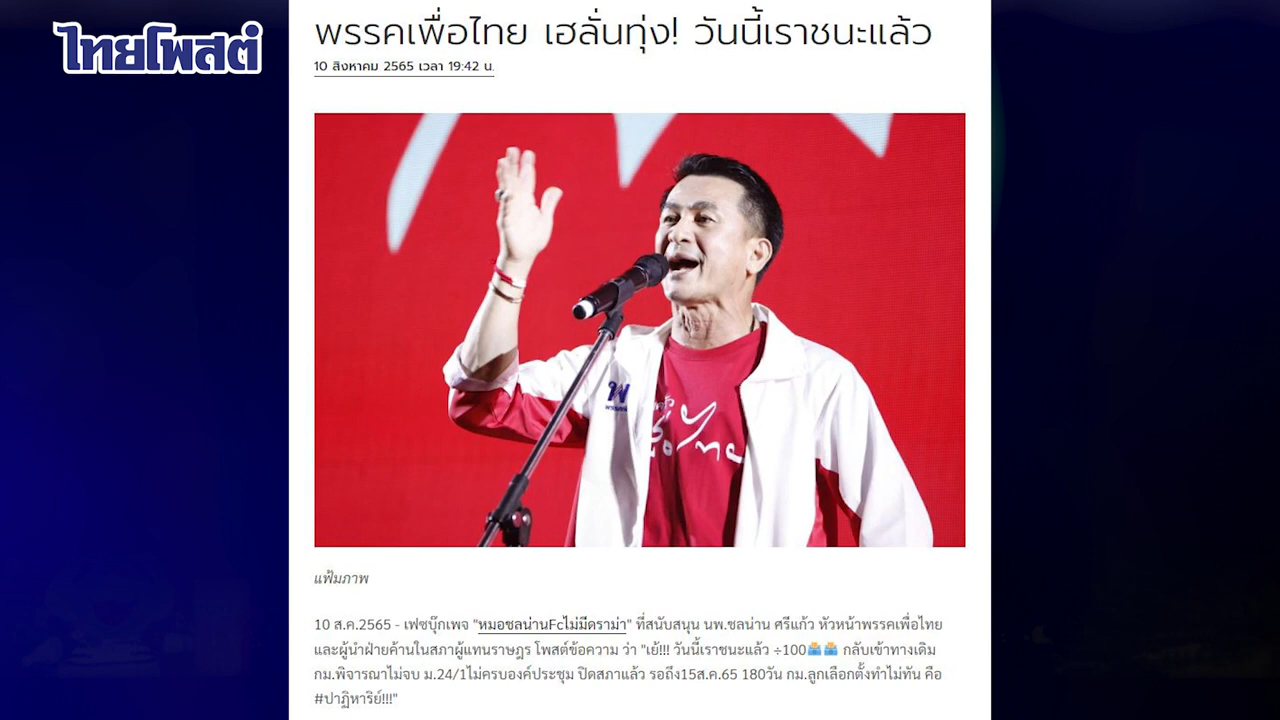 ไทยโพสต์
พรรคเพื่อไทย เฮลั่นทุ่ง! วันนี้เราชนะแล้ว
10 สิงหาคม 2565 เวลา 19:42 น.
แฟ้มภาพ
10 ส.ค.2565 - เฟซบุ๊กเพจ "หมอชลน่านFcไม่มีดราม่า" ที่สนับสนุน นพ.ชลน่าน ศรีแก้ว หัวหน้าพรรคเพื่อไทย
และผู้นำฝ่ายค้านในสภาผู้แทนราษฎร โพสต์ข้อความ ว่า "เย้!!! วันนี้เราชนะแล้ว ÷100🗳️🗳️ กลับเข้าทางเดิม
กม.พิจารณาไม่จบ ม.24/1ไม่ครบองค์ประชุม ปิดสภาแล้ว รอถึง15ส.ค.65 180วัน กม.ลูกเลือกตั้งทำไม่ทัน คือ
#ปาฏิหาริย์!!!"